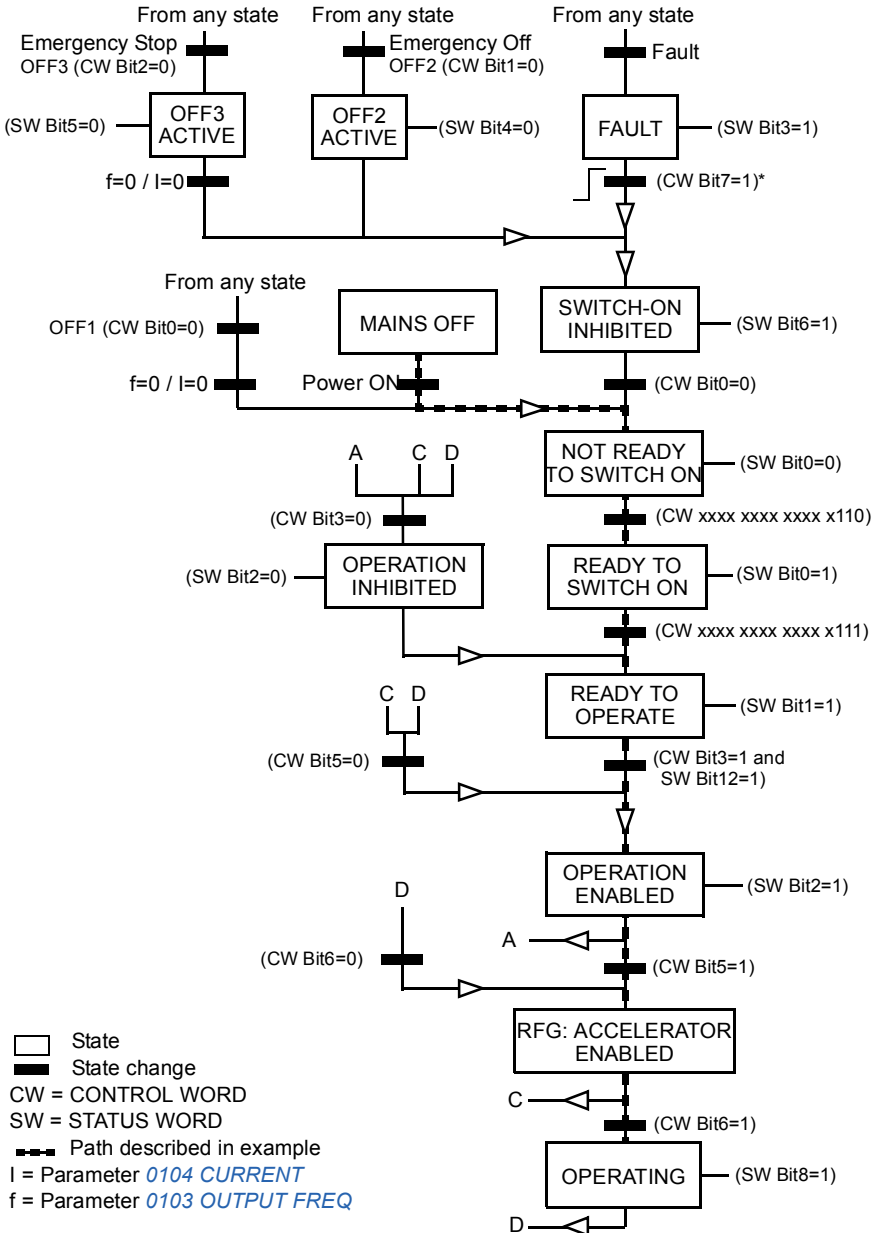 From any state
From any state
From any state
Emergency Stop
OFF3 (CW Bit2=0)
Emergency Off
OFF2 (CW Bit1=0)
Fault
(SW Bit5=0)
OFF3
ACTIVE
OFF2
ACTIVE
(SW Bit4=0)
FAULT
(SW Bit3=1)
f=0 / I=0
(CW Bit7=1)*
From any state
OFF1 (CW Bit0=0)
MAINS OFF
SWITCH-ON
INHIBITED
(SW Bit6=1)
f=0 / I=0
Power ON
(CW Bit0=0)
A C D
NOT READY
TO SWITCH ON
(SW Bit0=0)
(CW Bit3=0)
(CW xxxx xxxx xxxx x110)
(SW Bit2=0)
OPERATION
INHIBITED
READY TO
SWITCH ON
(SW Bit0=1)
(CW xxxx xxxx xxxx x111)
C D
READY TO
OPERATE
(SW Bit1=1)
(CW Bit5=0)
(CW Bit3=1 and
SW Bit12=1)
OPERATION
ENABLED
(SW Bit2=1)
D
A
(CW Bit6=0)
(CW Bit5=1)
RFG: ACCELERATOR
ENABLED
C
(CW Bit6=1)
OPERATING
(SW Bit8=1)
D
State
State change
CW = CONTROL WORD
SW = STATUS WORD
Path described in example
I = Parameter 0104 CURRENT
f = Parameter 0103 OUTPUT FREQ